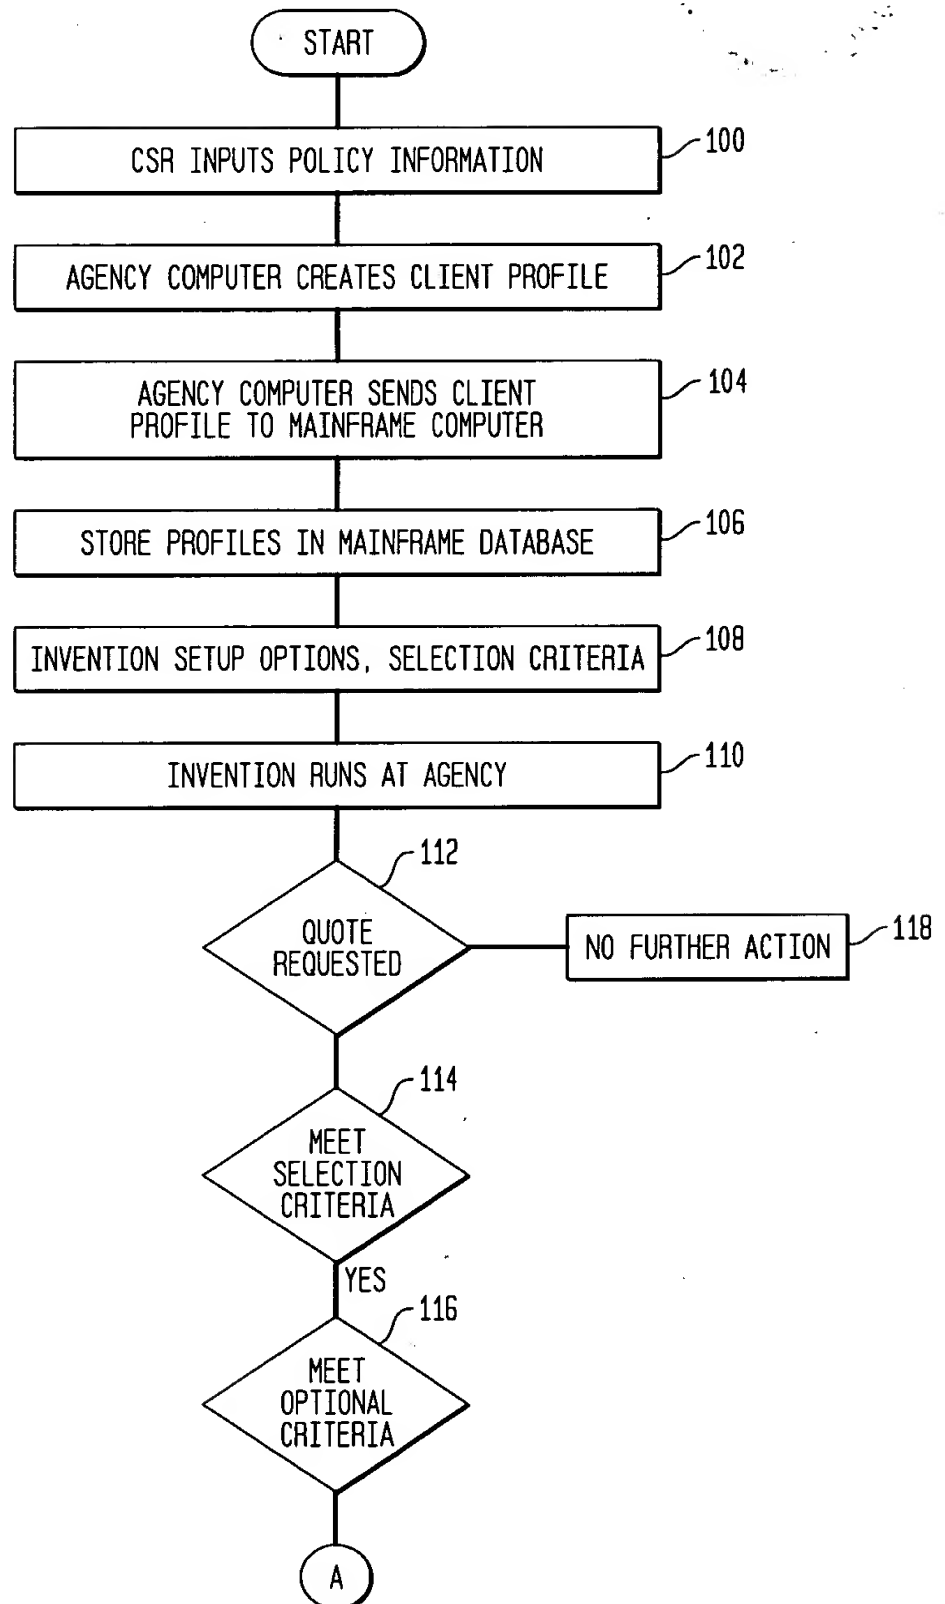 START
CSR INPUTS POLICY INFORMATION
100
AGENCY COMPUTER CREATES CLIENT PROFILE
102
AGENCY COMPUTER SENDS CLIENT
PROFILE TO MAINFRAME COMPUTER
104
STORE PROFILES IN MAINFRAME DATABASE
106
INVENTION SETUP OPTIONS, SELECTION CRITERIA
108
INVENTION RUNS AT AGENCY
110
112
QUOTE
REQUESTED
NO FURTHER ACTION
118
114
MEET
SELECTION
CRITERIA
YES
116
MEET
OPTIONAL
CRITERIA
A